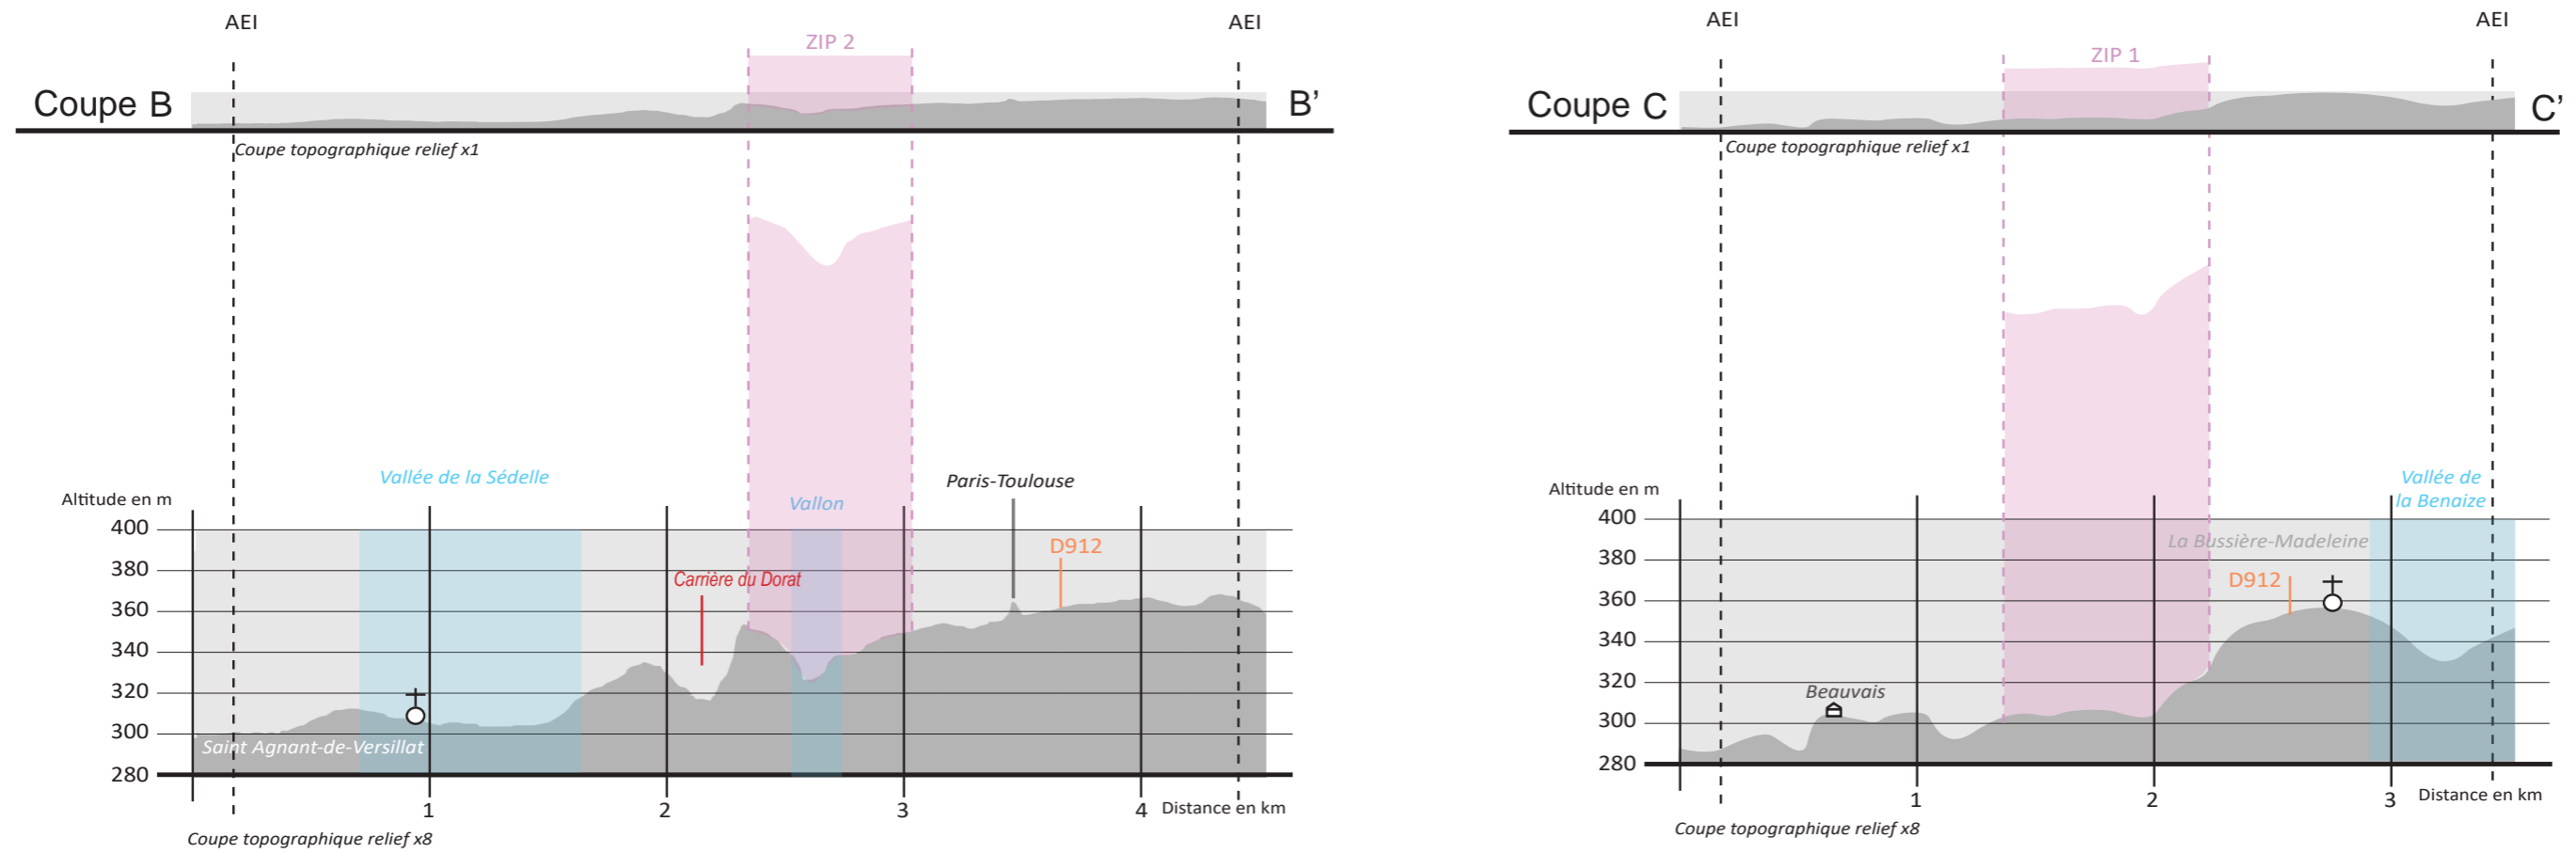 AEI
AEI
ZIP 2
Coupe B
B’
Coupe topographique relief x1
Vallée de la Sédelle
Altitude en m
Vallon
Paris-Toulouse
D912
Carrière du Dorat
400
380
360
340
320
300
280
Saint Agnant-de-Versillat
1
2
3
4
Distance en km
Coupe topographique relief x8
AEI
AEI
ZIP 1
Coupe C
C’
Coupe topographique relief x1
Vallée de
la Benaize
Altitude en m
La Bussière-Madeleine
D912
Beauvais
400
380
360
340
320
300
280
1
2
3
Distance en km
Coupe topographique relief x8